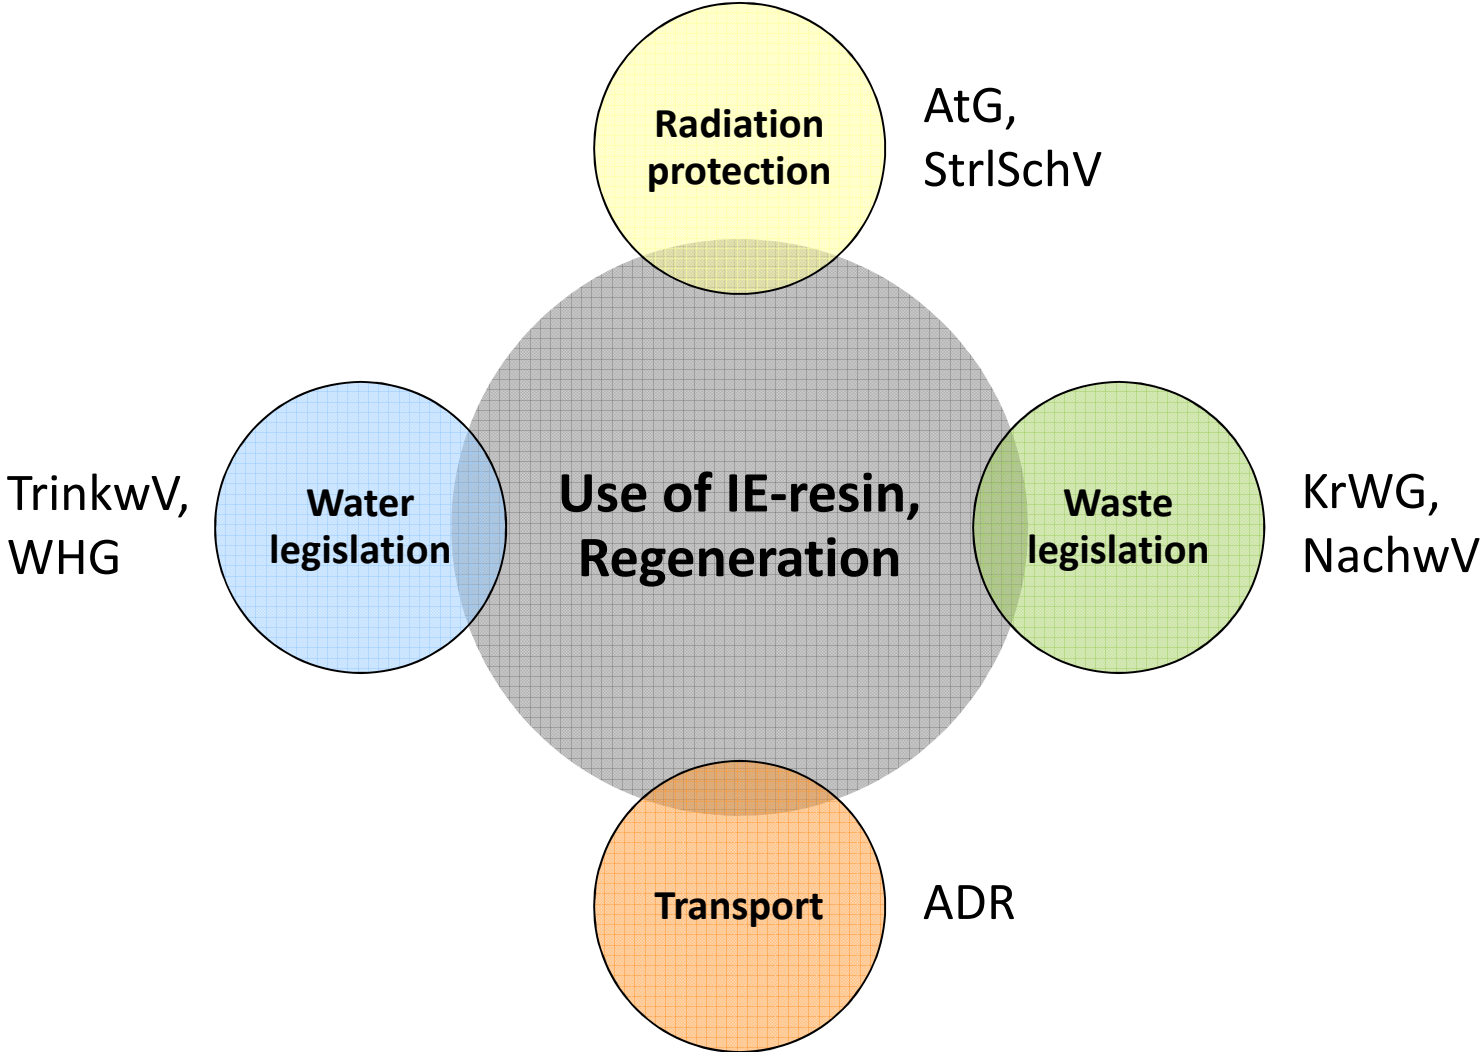 Radiation
protection
AtG,
StrlSchV
TrinkwV,
WHG
Water
legislation
Use of IE-resin,
Regeneration
Waste
legislation
KrWG,
NachwV
Transport
ADR